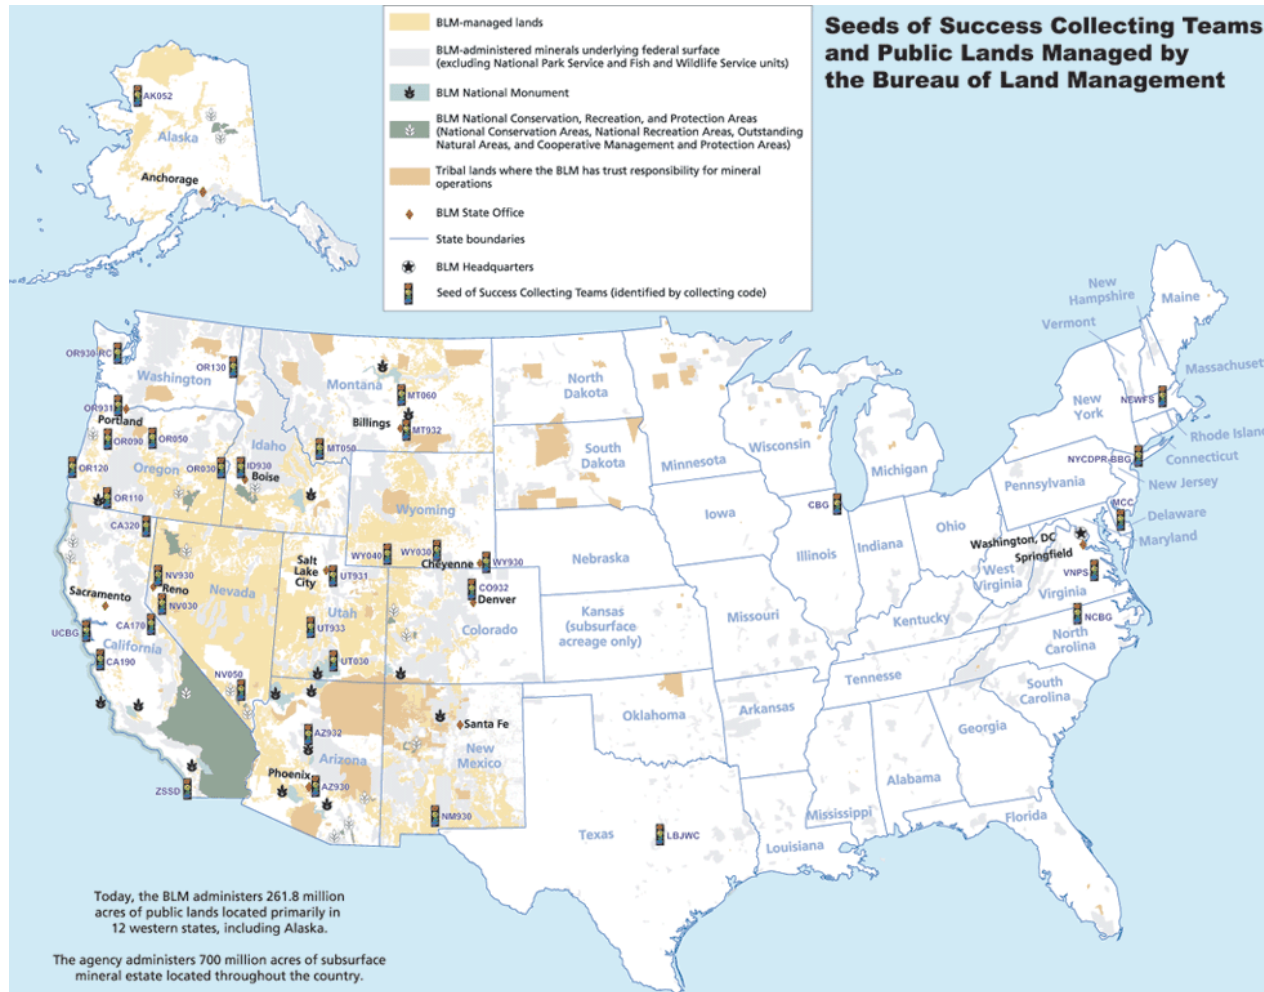 Seeds of Success Collecting Teams
and Public Lands Managed by
the Bureau of Land Management
BLM-managed lands
BLM-administered minerals underlying federal surface
(excluding National Park Service and Fish and Wildlife Service units)
BLM National Monument
BLM National Conservation, Recreation, and Protection Areas
(National Conservation Areas, National Recreation Areas, Outstanding
Natural Areas, and Cooperative Management and Protection Areas)
Tribal lands where the BLM has trust responsibility for mineral
operations
BLM State Office
State boundaries
BLM Headquarters
Seed of Success Collecting Teams (identified by collecting code)
AK052
Alaska
Anchorage
OR930-RC
Washington
OR130
OR931
Portland
OR090
OR050
OR120
Oregon
OR030
OR110
Idaho
ID930
Boise
Montana
MT060
Billings
MT932
MT050
North
Dakota
South
Dakota
Minnesota
Wisconsin
Michigan
New
Hampshire
Vermont
Maine
Massachuset
NEWFS
New
York
Rhode Island
Connecticut
NYCDPR-BBG
Pennsylvania
New Jersey
MCC
Delaware
Maryland
Washington, DC
Springfield
VNPS
West
Virginia
Virginia
NCBG
North
Carolina
South
Carolina
CA320
NV930
Reno
Nevada
NV030
Sacramento
UCBG
CA170
California
CA190
NV050
ZSSD
Salt
Lake
City
UT931
Utah
UT933
UT030
Wyoming
WY040
WY030
Cheyenne
WY930
CO932
Denver
Colorado
AZ932
Arizona
Phoenix
AZ930
Santa Fe
New
Mexico
NM930
Nebraska
Kansas
(subsurface
acreage only)
Iowa
CBG
Illinois
Indiana
Ohio
Missouri
Kentucky
Tennesse
Oklahoma
Arkansas
Texas
LBJWC
Louisiana
Mississippi
Alabama
Georgia
Florida
Today, the BLM administers 261.8 million
acres of public lands located primarily in
12 western states, including Alaska.
The agency administers 700 million acres of subsurface
mineral estate located throughout the country.